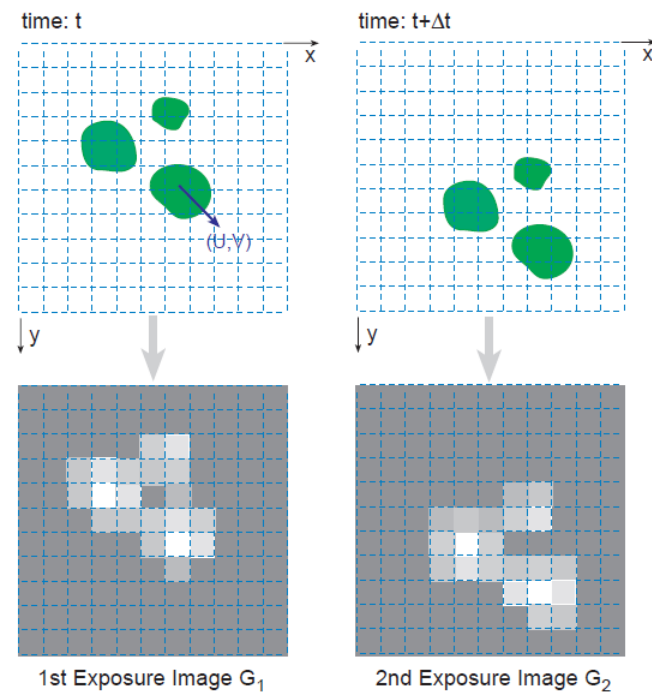 time: t
x
(U,V)
y
1st Exposure Image G₁
time: t+Δt
x
y
2nd Exposure Image G₂